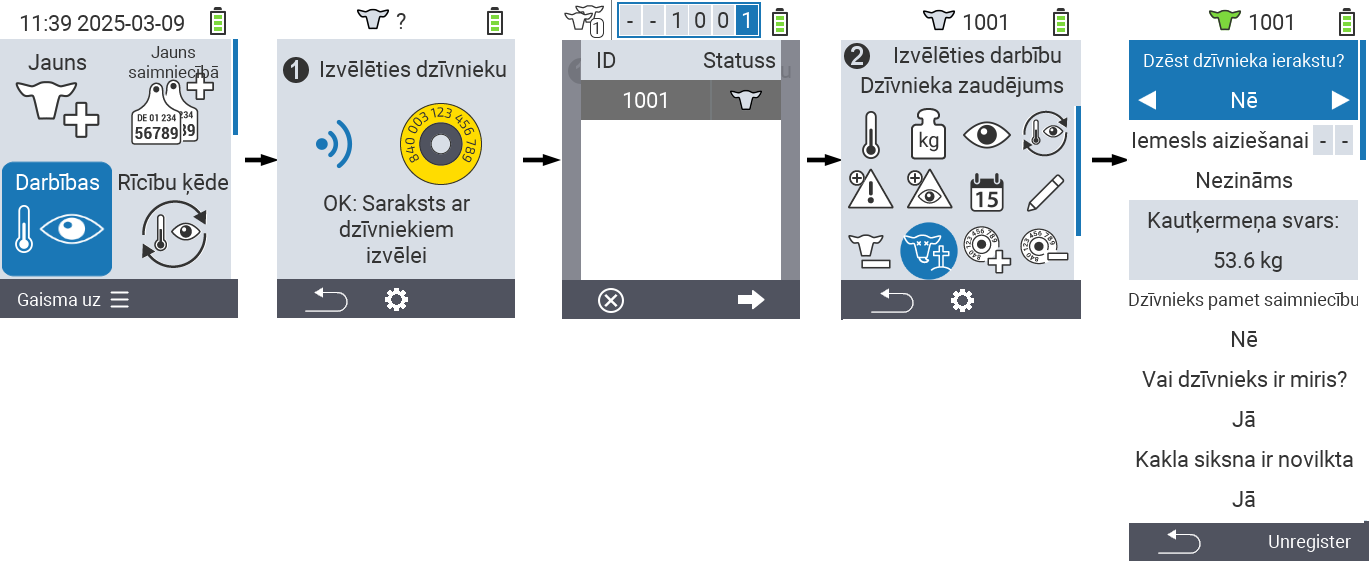 11:39 2025-03-09
Jauns
Jauns
saimniecībā
DE 01 234
234
56789
89
Darbības
Rīcību ķēde
Gaisma uz
?
1 Izvēlēties dzīvnieku
840 003 123 456 789
OK: Saraksts ar
dzīvniekiem
izvēlei
1
- - 1 0 0 1
ID Statuss
1001
1001
2 Izvēlēties darbību
Dzīvnieka zaudējums
kg
15
1001
Dzēst dzīvnieka ierakstu?
Nē
Iemesls aiziešanai - -
Nezināms
Kautķermeņa svars:
53.6 kg
Dzīvnieks pamet saimniecību
Nē
Vai dzīvnieks ir miris?
Jā
Kakla siksna ir novilkta
Jā
Unregister